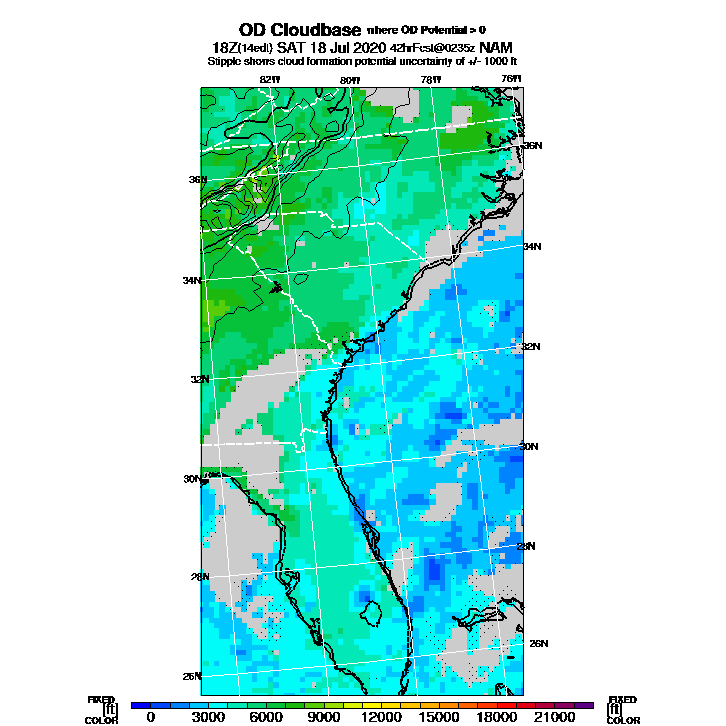 OD Cloudbase where OD Potential > 0
18Z(14edt) SAT 18 Jul 2020 42hrFcst@0235z NAM
Stipple shows cloud formation potential uncertainty of +/- 1000 ft
82W 80W 78W 76W
36N
36N
34N
34N
32N
32N
30N
30N
28N
28N
26N
26N
FIXED FIXED
[ft] 0 3000 6000 9000 12000 15000 18000 21000 [ft]
COLOR COLOR